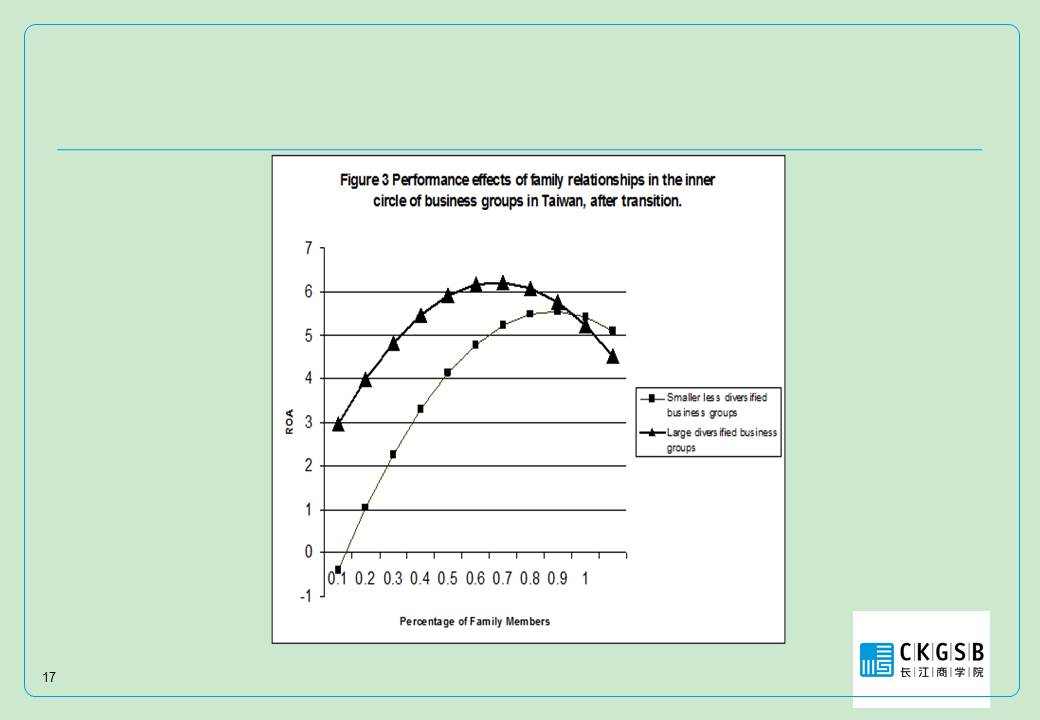 Figure 3 Performance effects of family relationships in the inner
circle of business groups in Taiwan, after transition.
7
6
5
4
3
2
1
0
-1
ROA
0.1 0.2 0.3 0.4 0.5 0.6 0.7 0.8 0.9 1
Percentage of Family Members
Smaller less diversified
business groups
Large diversified business
groups
CKGSB
长江商学院
17